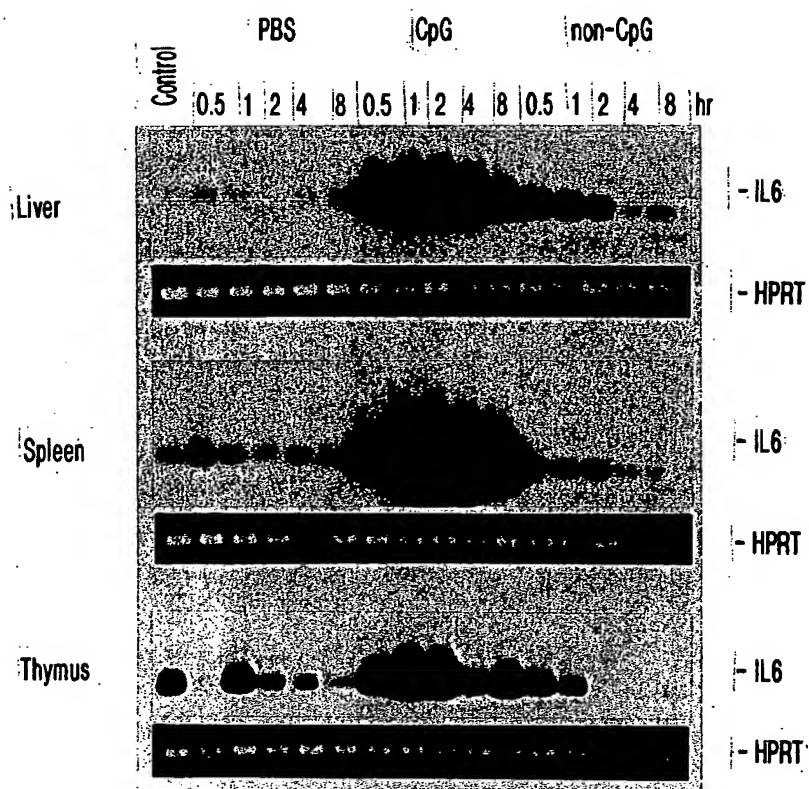 PBS CpG non-CpG
Control 0.5 1 2 4 8 0.5 1 2 4 8 0.5 1 2 4 8 hr
Liver - IL6
- HPRT
Spleen - IL6
- HPRT
Thymus - IL6
- HPRT